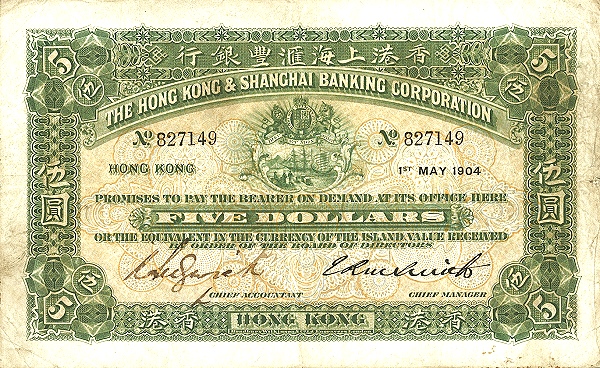 5 行銀豐滙海上港香 5
THE HONG KONG & SHANGHAI BANKING CORPORATION
№ 827149 № 827149
HONG KONG 1ST MAY 1904
PROMISES TO PAY THE BEARER ON DEMAND AT ITS OFFICE HERE
伍圓 FIVE DOLLARS 伍圓
OR THE EQUIVALENT IN THE CURRENCY OF THE ISLAND, VALUE RECEIVED
BY ORDER OF THE BOARD OF DIRECTORS
CHIEF ACCOUNTANT CHIEF MANAGER
5 港香 HONG KONG 港香 5